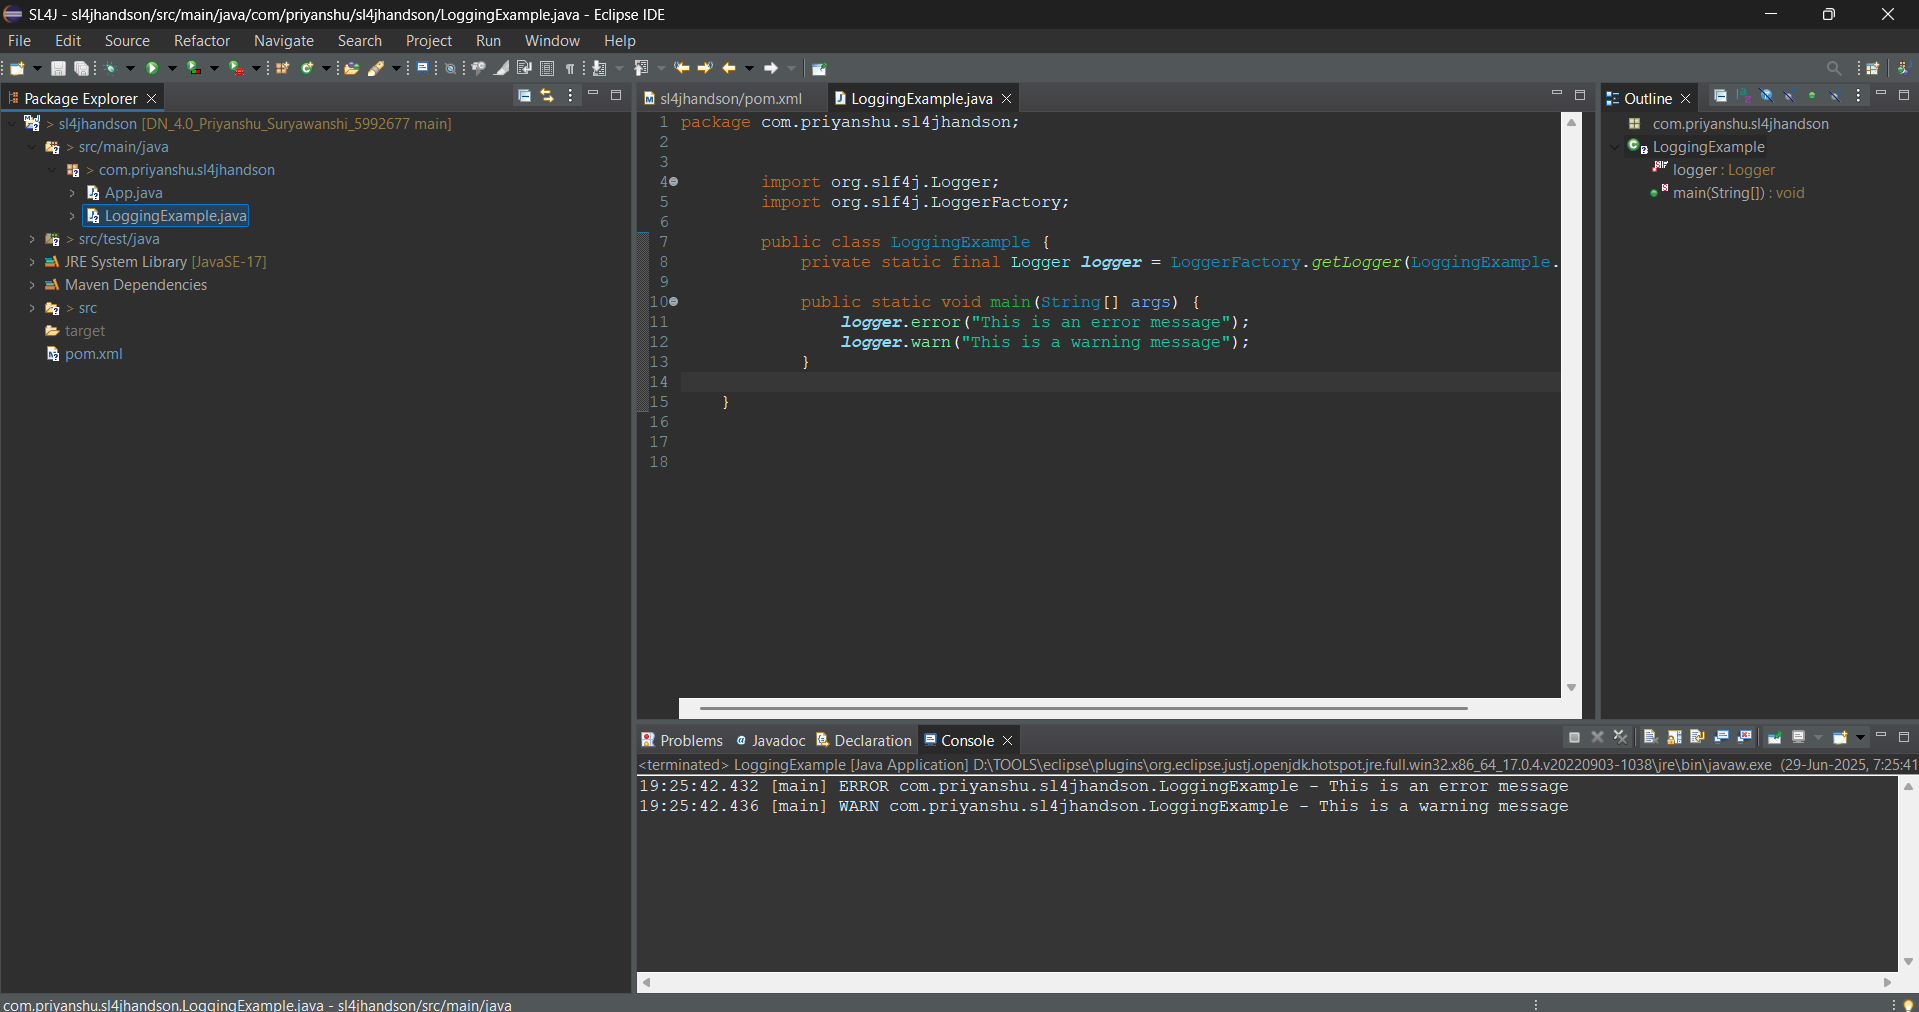 SL4J - sl4jhandson/src/main/java/com/priyanshu/sl4jhandson/LoggingExample.java - Eclipse IDE
File Edit Source Refactor Navigate Search Project Run Window Help
Package Explorer
> sl4jhandson [DN_4.0_Priyanshu_Suryawanshi_5992677 main]
> src/main/java
> com.priyanshu.sl4jhandson
App.java
LoggingExample.java
> src/test/java
JRE System Library [JavaSE-17]
Maven Dependencies
> src
target
pom.xml
sl4jhandson/pom.xml LoggingExample.java
1 package com.priyanshu.sl4jhandson;
2
3
4 import org.slf4j.Logger;
5 import org.slf4j.LoggerFactory;
6
7 public class LoggingExample {
8 private static final Logger logger = LoggerFactory.getLogger(LoggingExample.
9
10 public static void main(String[] args) {
11 logger.error("This is an error message");
12 logger.warn("This is a warning message");
13 }
14
15 }
16
17
18
Outline
com.priyanshu.sl4jhandson
LoggingExample
logger : Logger
main(String[]) : void
Problems Javadoc Declaration Console
<terminated> LoggingExample [Java Application] D:\TOOLS\eclipse\plugins\org.eclipse.justj.openjdk.hotspot.jre.full.win32.x86_64_17.0.4.v20220903-1038\jre\bin\javaw.exe (29-Jun-2025, 7:25:41
19:25:42.432 [main] ERROR com.priyanshu.sl4jhandson.LoggingExample - This is an error message
19:25:42.436 [main] WARN com.priyanshu.sl4jhandson.LoggingExample - This is a warning message
com.priyanshu.sl4jhandson.LoggingExample.java - sl4jhandson/src/main/java